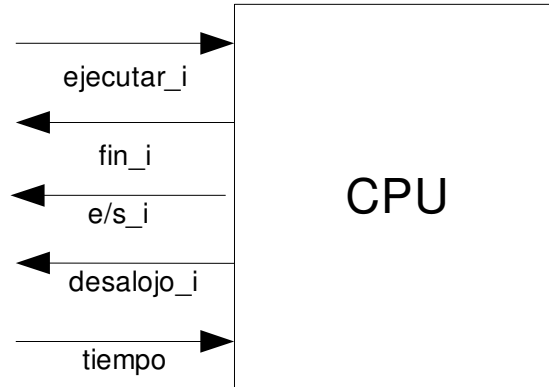 ejecutar_i
fin_i
CPU
e/s_i
desalojo_i
tiempo